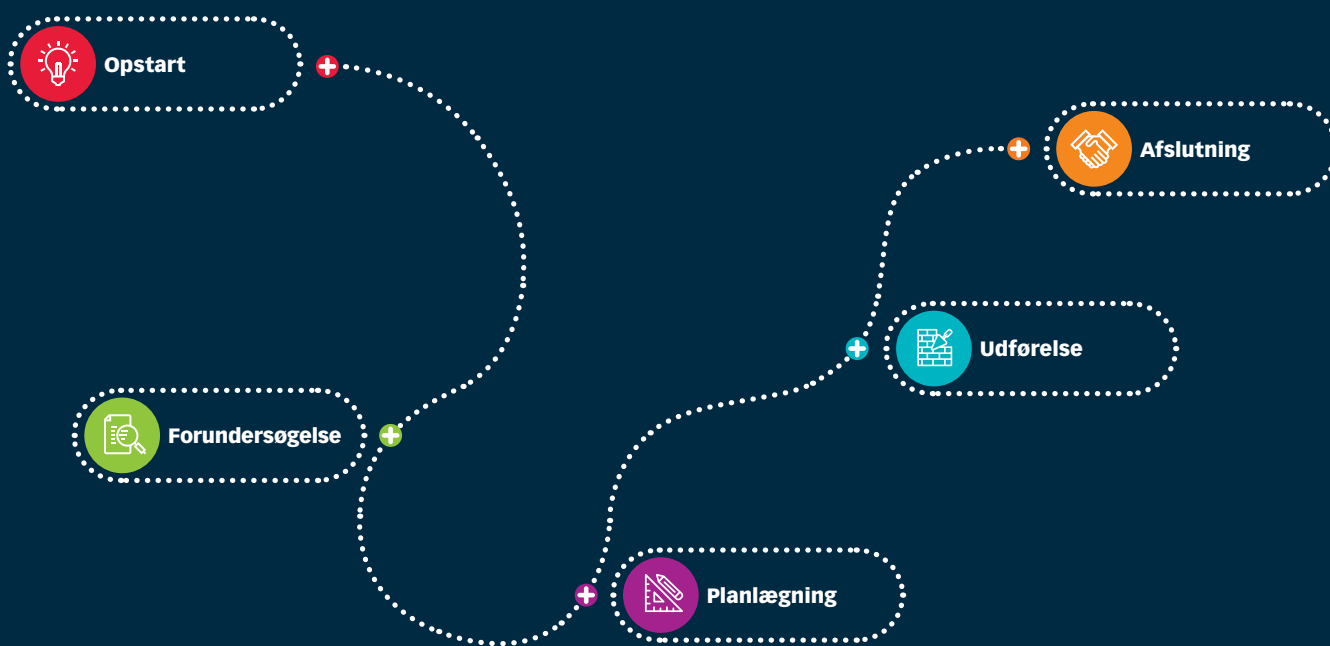 Opstart
Afslutning
Udførelse
Forundersøgelse
Planlægning